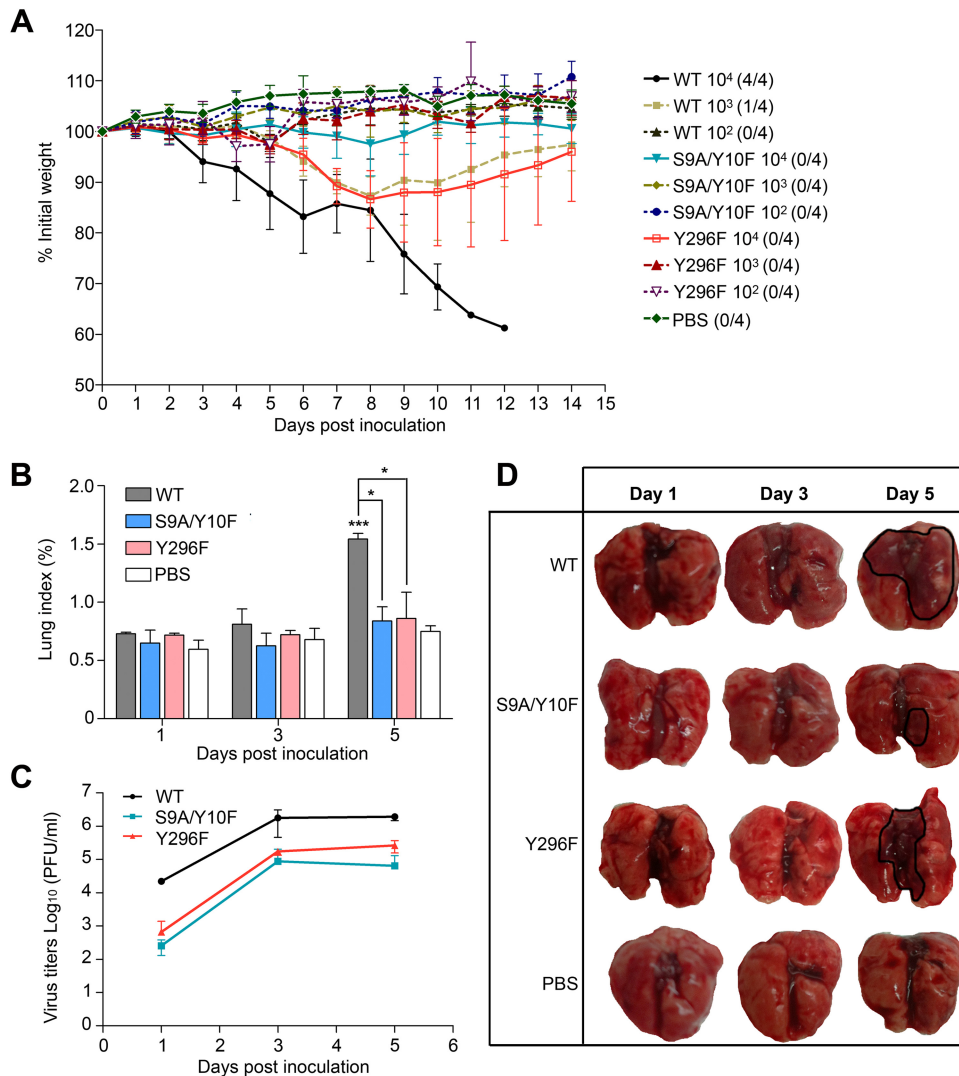 A
120
110
100
90
80
70
60
50
% Initial weight
0 1 2 3 4 5 6 7 8 9 10 11 12 13 14 15
Days post inoculation
WT 10⁴ (4/4)
WT 10³ (1/4)
WT 10² (0/4)
S9A/Y10F 10⁴ (0/4)
S9A/Y10F 10³ (0/4)
S9A/Y10F 10² (0/4)
Y296F 10⁴ (0/4)
Y296F 10³ (0/4)
Y296F 10² (0/4)
PBS (0/4)
B
2.0
1.5
1.0
0.5
0
Lung index (%)
WT
S9A/Y10F
Y296F
PBS
*
*
***
1 3 5
Days post inoculation
C
7
6
5
4
3
2
1
0
Virus titers Log₁₀ (PFU/ml)
WT
S9A/Y10F
Y296F
0 1 2 3 4 5 6
Days post inoculation
D
Day 1 Day 3 Day 5
WT
S9A/Y10F
Y296F
PBS